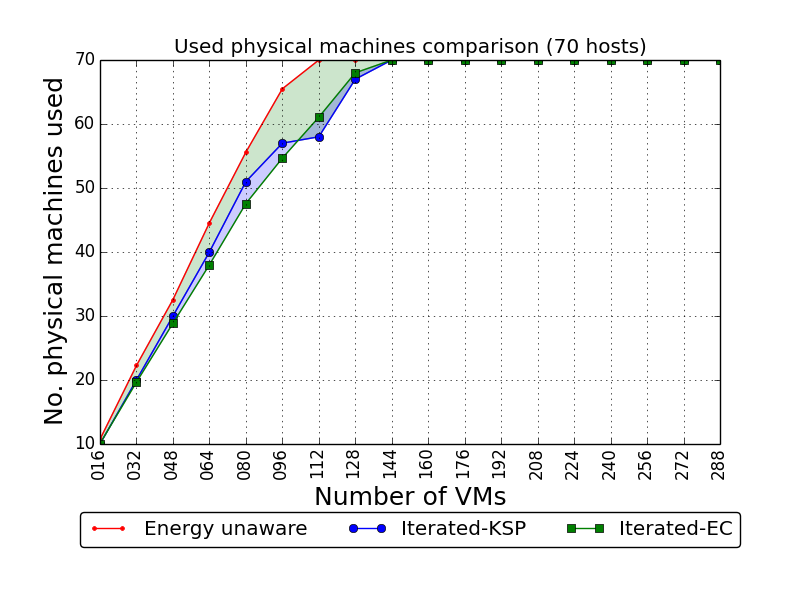 Used physical machines comparison (70 hosts)
No. physical machines used
70
60
50
40
30
20
10
016 032 048 064 080 096 112 128 144 160 176 192 208 224 240 256 272 288
Number of VMs
Energy unaware Iterated-KSP Iterated-EC